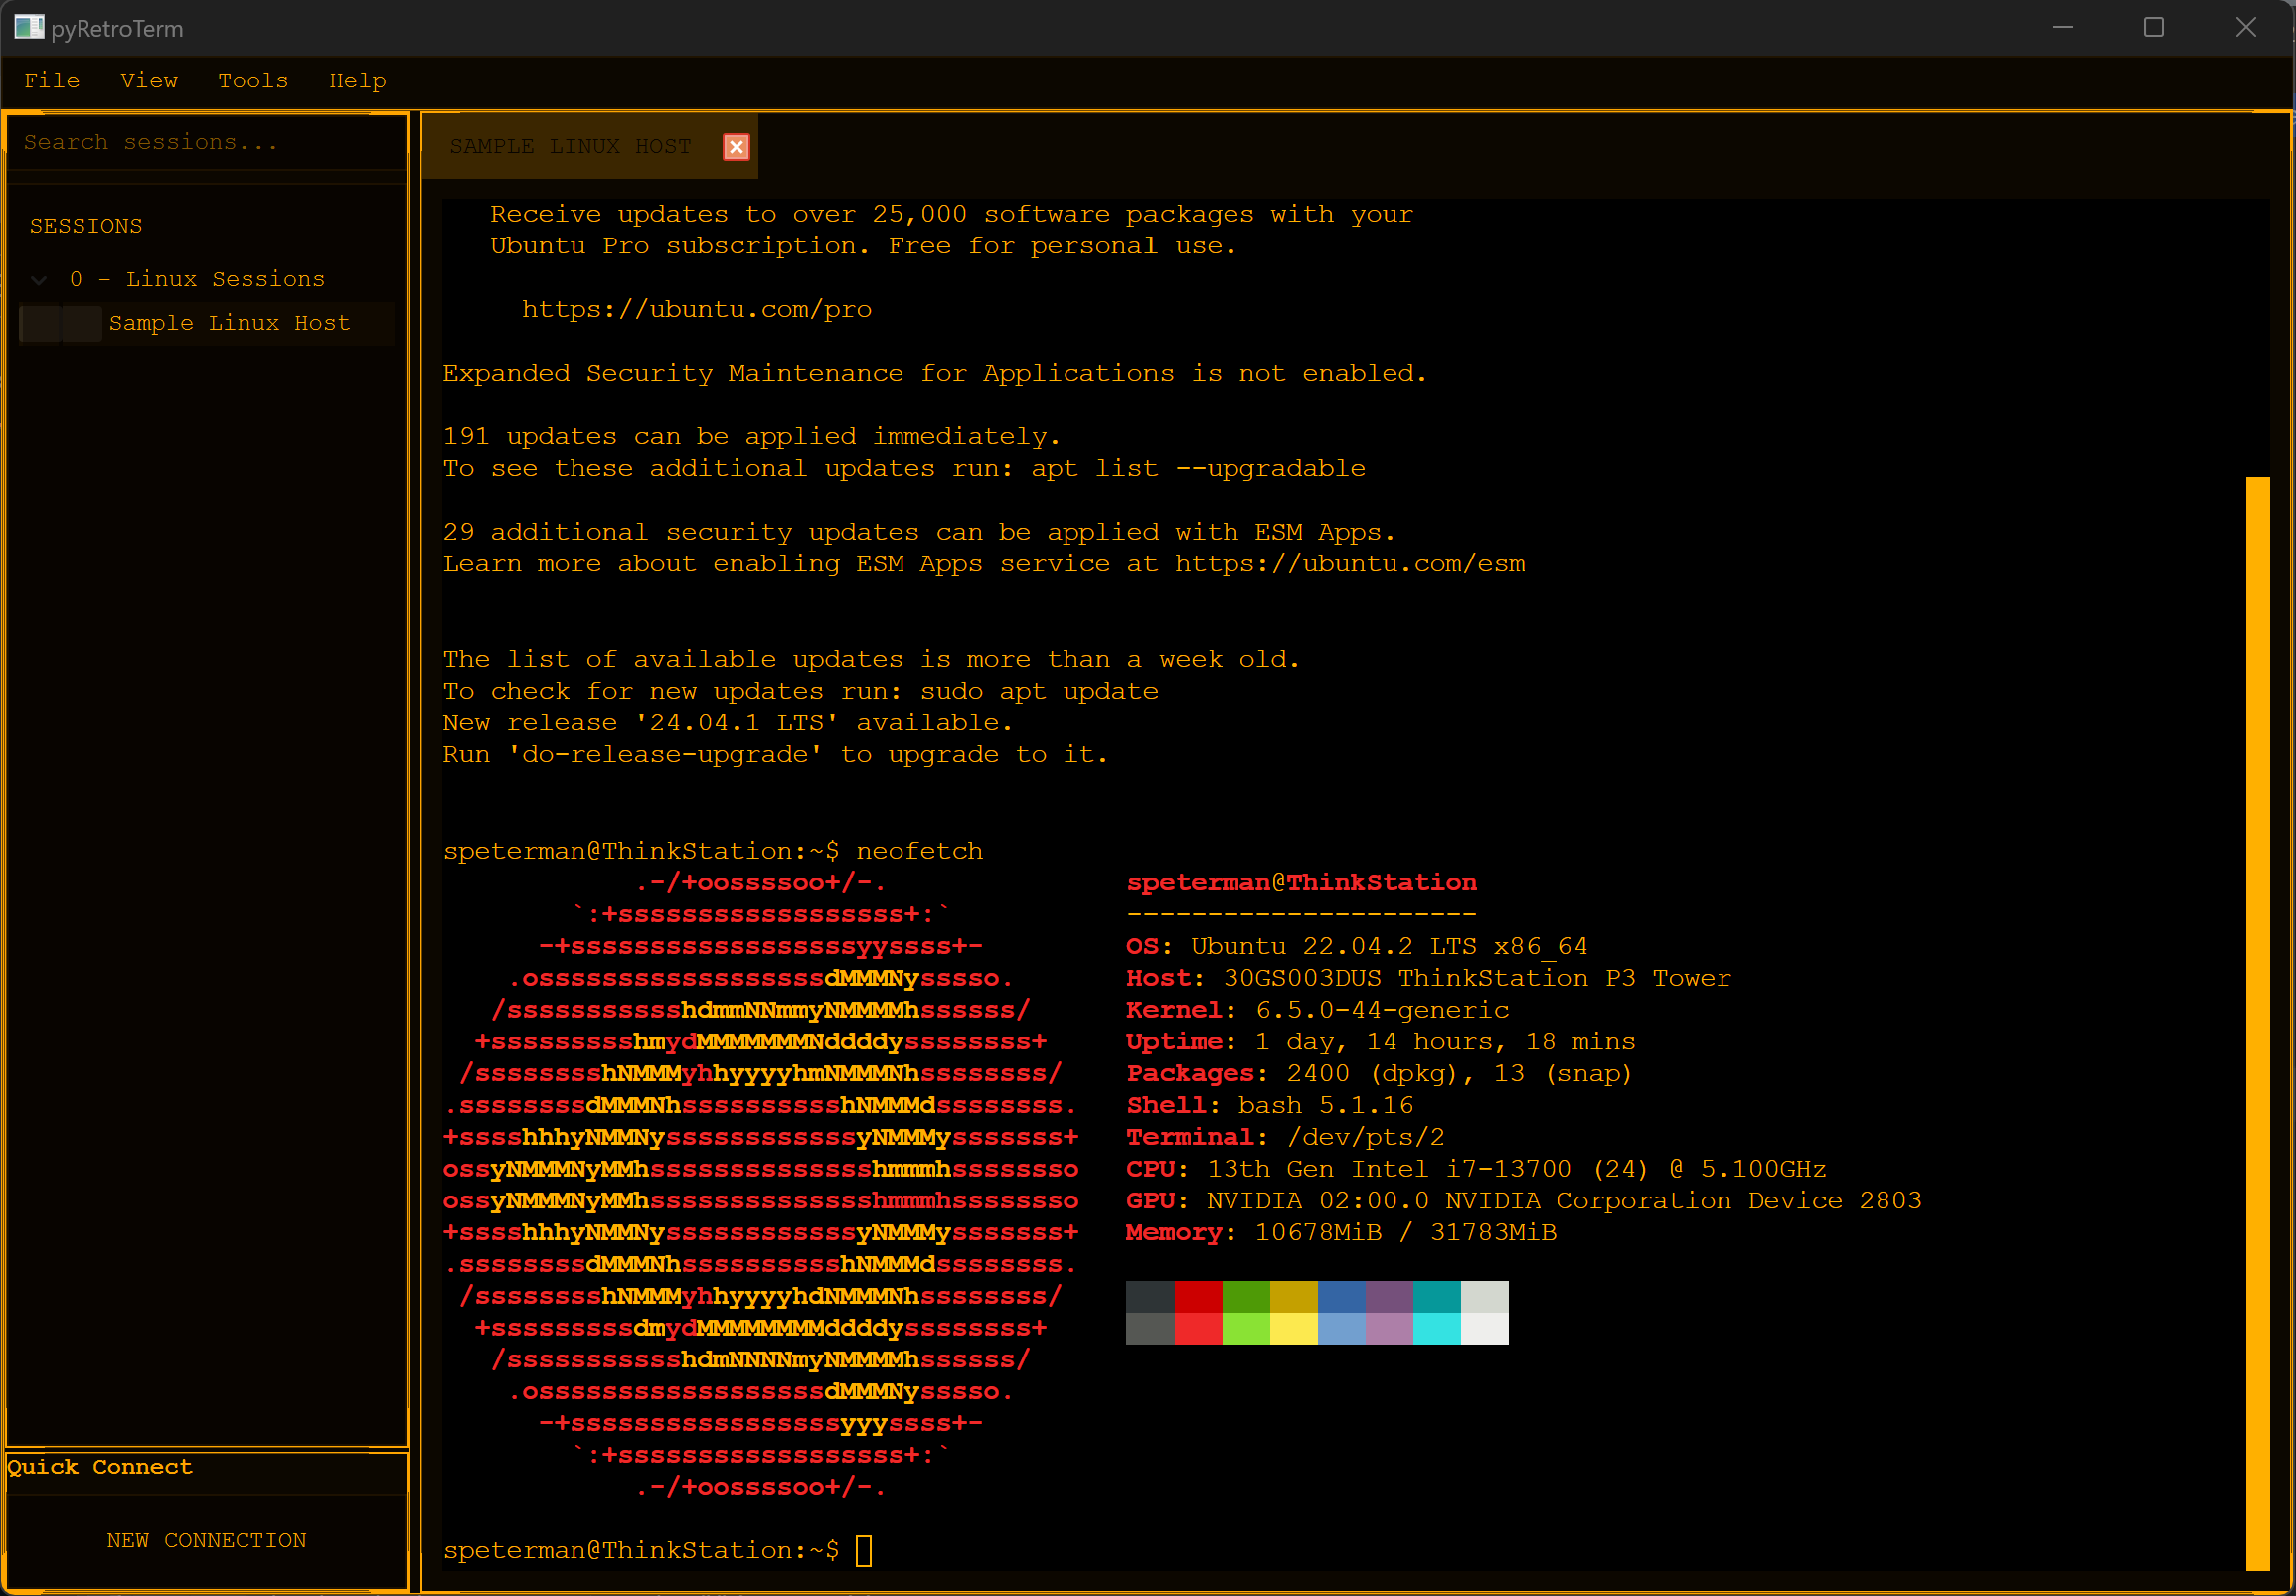 pyRetroTerm
File View Tools Help
Search sessions...
SESSIONS
0 - Linux Sessions
Sample Linux Host
Quick Connect
NEW CONNECTION
SAMPLE LINUX HOST
Receive updates to over 25,000 software packages with your
Ubuntu Pro subscription. Free for personal use.
https://ubuntu.com/pro
Expanded Security Maintenance for Applications is not enabled.
191 updates can be applied immediately.
To see these additional updates run: apt list --upgradable
29 additional security updates can be applied with ESM Apps.
Learn more about enabling ESM Apps service at https://ubuntu.com/esm
The list of available updates is more than a week old.
To check for new updates run: sudo apt update
New release '24.04.1 LTS' available.
Run 'do-release-upgrade' to upgrade to it.
speterman@ThinkStation:~$ neofetch
.-/+oossssoo+/-. speterman@ThinkStation
`:+ssssssssssssssssss+:` ----------------------
-+ssssssssssssssssssyyssss+- OS: Ubuntu 22.04.2 LTS x86_64
.ossssssssssssssssssdMMMNysssso. Host: 30GS003DUS ThinkStation P3 Tower
/ssssssssssshdmmNNmmyNMMMMhssssss/ Kernel: 6.5.0-44-generic
+ssssssssshmydMMMMMMMNddddyssssssss+ Uptime: 1 day, 14 hours, 18 mins
/sssssssshNMMMyhhyyyyhmNMMMNhssssssss/ Packages: 2400 (dpkg), 13 (snap)
.ssssssssdMMMNhsssssssssshNMMMdssssssss. Shell: bash 5.1.16
+sssshhhyNMMNyssssssssssssyNMMMysssssss+ Terminal: /dev/pts/2
ossyNMMMNyMMhsssssssssssssshmmmhssssssso CPU: 13th Gen Intel i7-13700 (24) @ 5.100GHz
ossyNMMMNyMMhsssssssssssssshmmmhssssssso GPU: NVIDIA 02:00.0 NVIDIA Corporation Device 2803
+sssshhhyNMMNyssssssssssssyNMMMysssssss+ Memory: 10678MiB / 31783MiB
.ssssssssdMMMNhsssssssssshNMMMdssssssss.
/sssssssshNMMMyhhyyyyhdNMMMNhssssssss/
+sssssssssdmydMMMMMMMMddddyssssssss+
/ssssssssssshdmNNNNmyNMMMMhssssss/
.ossssssssssssssssssdMMMNysssso.
-+sssssssssssssssssyyyssss+-
`:+ssssssssssssssssss+:`
.-/+oossssoo+/-.
speterman@ThinkStation:~$